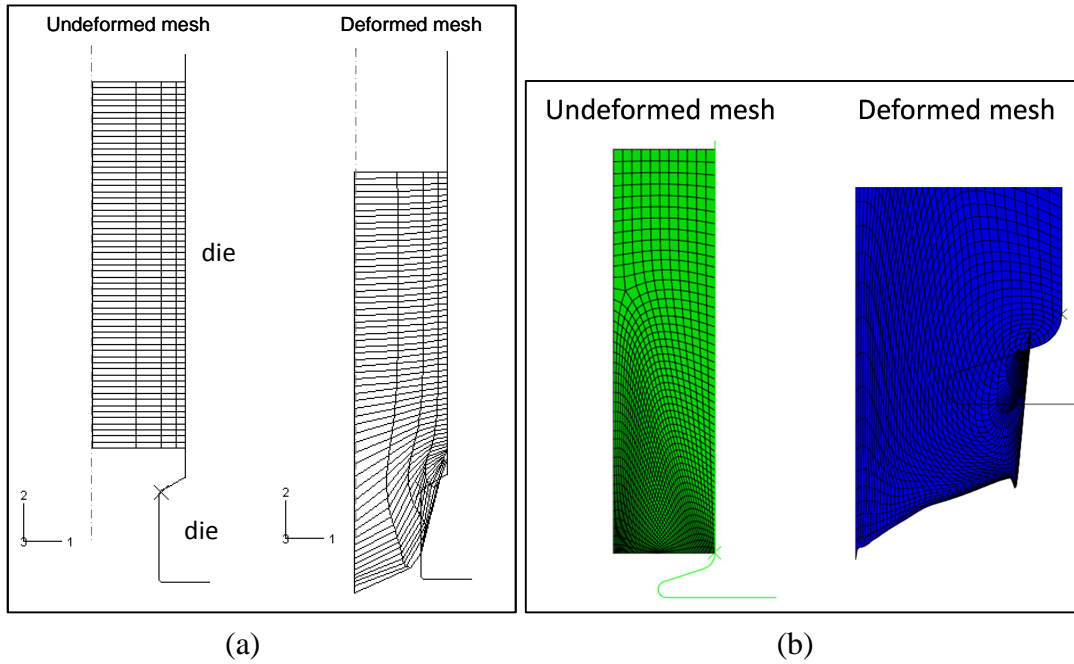 Undeformed mesh
Deformed mesh
die
2
3
1
die
2
3
1
Undeformed mesh
Deformed mesh
(a)
(b)